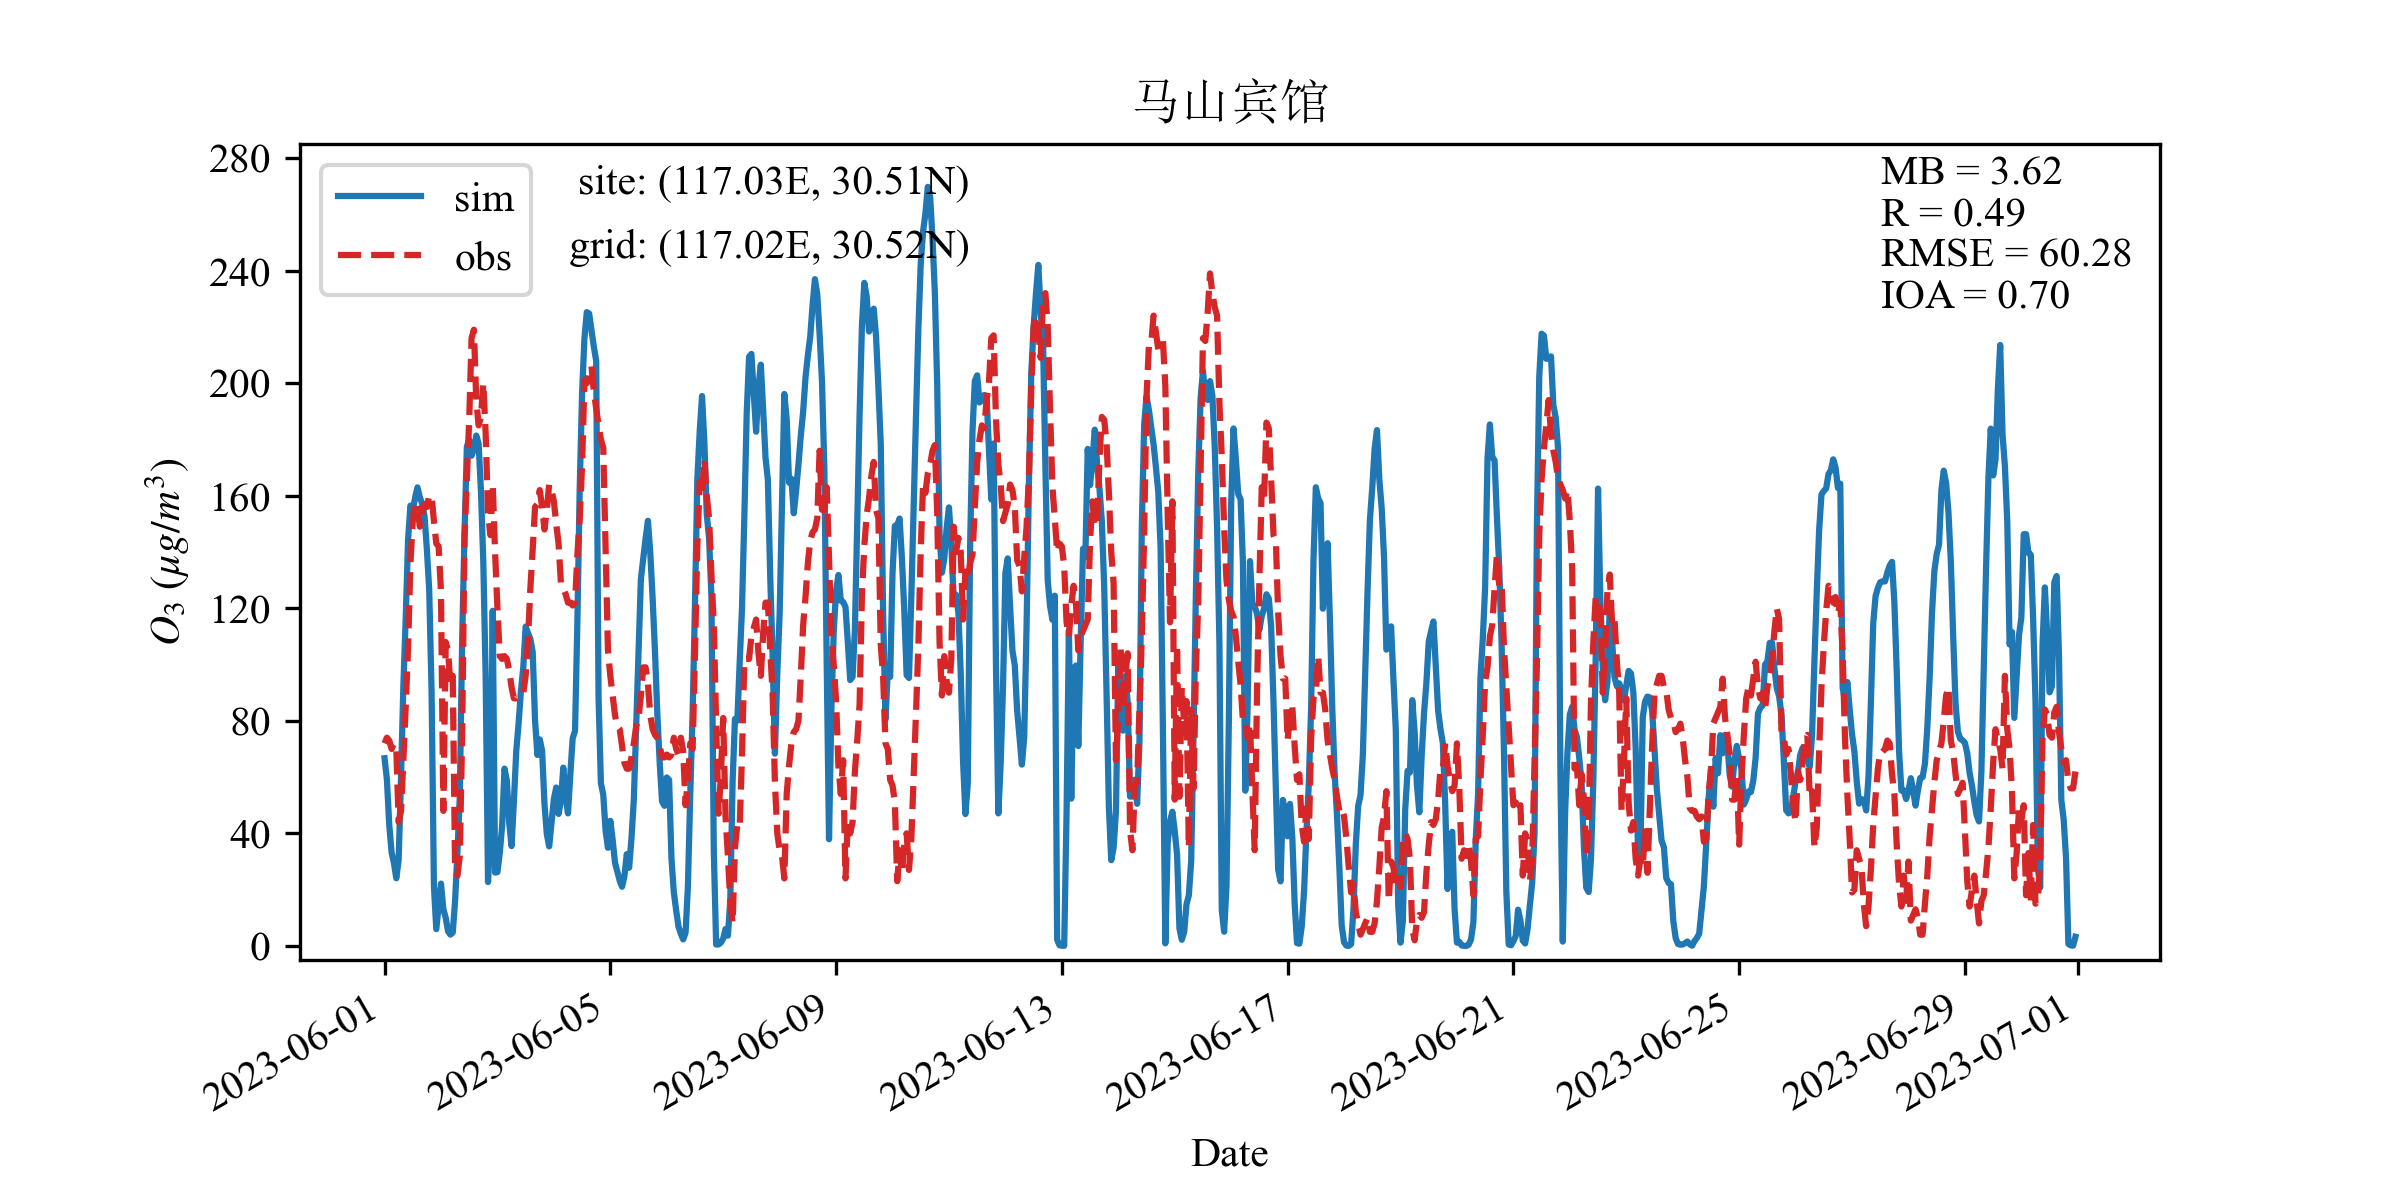 马山宾馆
sim
obs
site: (117.03E, 30.51N)
grid: (117.02E, 30.52N)
MB = 3.62
R = 0.49
RMSE = 60.28
IOA = 0.70
280
240
200
160
120
80
40
0
O₃ (μg/m³)
2023-06-01
2023-06-05
2023-06-09
2023-06-13
2023-06-17
2023-06-21
2023-06-25
2023-06-29
2023-07-01
Date